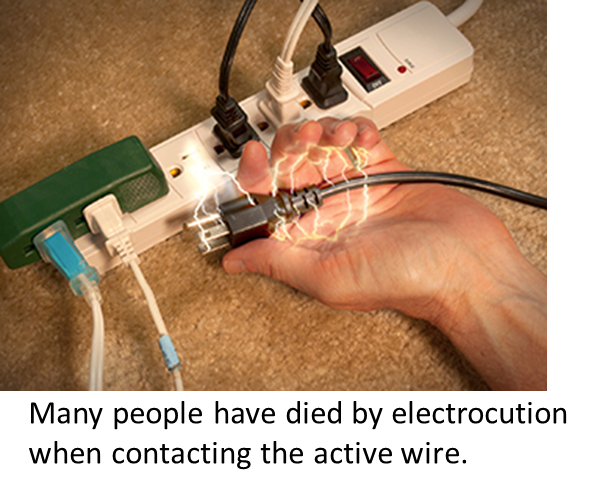 Many people have died by electrocution
when contacting the active wire.